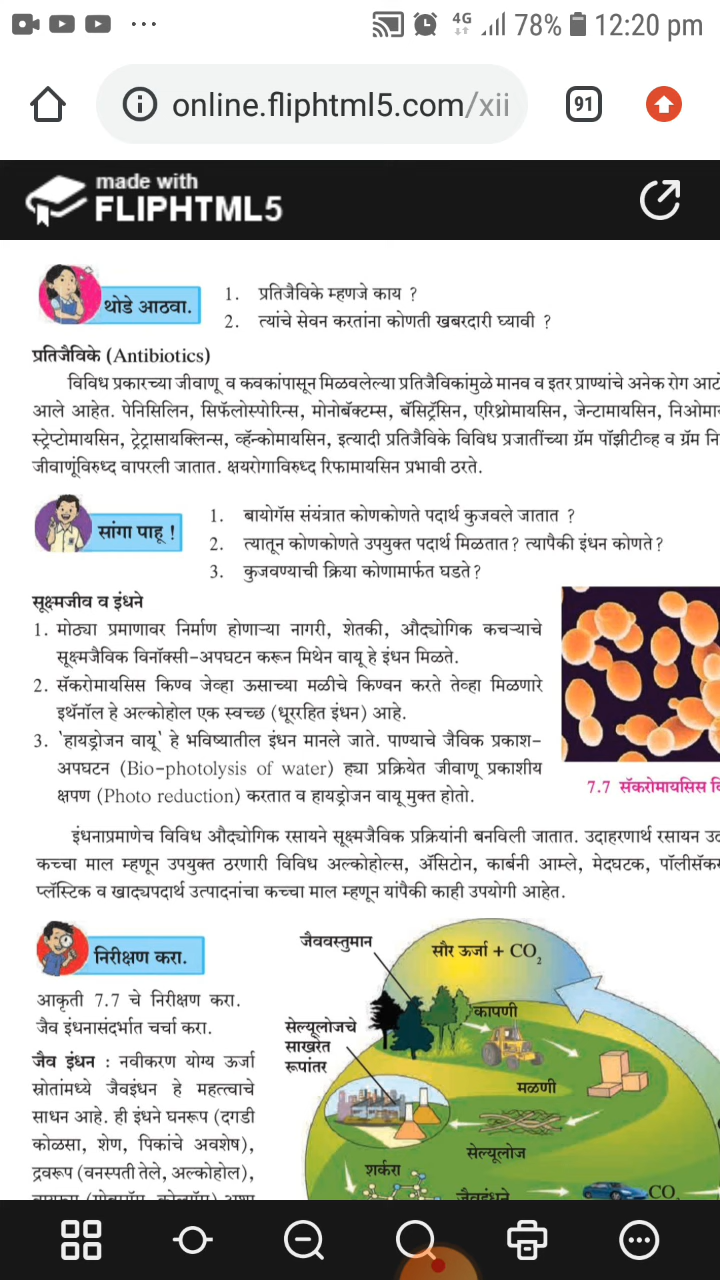 4G 78% 12:20 pm
online.fliphtml5.com/xii
91
made with
FLIPHTML5
थोडे आठवा.
1. प्रतिजैविके म्हणजे काय ?
2. त्यांचे सेवन करतांना कोणती खबरदारी घ्यावी ?
प्रतिजैविके (Antibiotics)
विविध प्रकारच्या जीवाणू व कवकांपासून मिळवलेल्या प्रतिजैविकांमुळे मानव व इतर प्राण्यांचे अनेक रोग आटो
आले आहेत. पेनिसिलिन, सिफॅलोस्पोरिन्स, मोनोबॅक्टम्स, बॅसिट्रॅसिन, एरिथ्रोमायसिन, जेन्टामायसिन, निओमा
स्ट्रेप्टोमायसिन, ट्रेट्रासायक्लिन्स, व्हॅन्कोमायसिन, इत्यादी प्रतिजैविके विविध प्रजातींच्या ग्रॅम पॉझीटीव्ह व ग्रॅम नि
जीवाणूंविरुध्द वापरली जातात. क्षयरोगाविरुध्द रिफामायसिन प्रभावी ठरते.
सांगा पाहू !
1. बायोगॅस संयंत्रात कोणकोणते पदार्थ कुजवले जातात ?
2. त्यातून कोणकोणते उपयुक्त पदार्थ मिळतात? त्यापैकी इंधन कोणते?
3. कुजवण्याची क्रिया कोणामार्फत घडते?
सूक्ष्मजीव व इंधने
1. मोठ्या प्रमाणावर निर्माण होणाऱ्या नागरी, शेतकी, औद्योगिक कचऱ्याचे
सूक्ष्मजैविक विनॉक्सी-अपघटन करून मिथेन वायू हे इंधन मिळते.
2. सॅकरोमायसिस किण्व जेव्हा ऊसाच्या मळीचे किण्वन करते तेव्हा मिळणारे
इथॅनॉल हे अल्कोहोल एक स्वच्छ (धूररहित इंधन) आहे.
3. 'हायड्रोजन वायू' हे भविष्यातील इंधन मानले जाते. पाण्याचे जैविक प्रकाश-
अपघटन (Bio-photolysis of water) ह्या प्रक्रियेत जीवाणू प्रकाशीय
क्षपण (Photo reduction) करतात व हायड्रोजन वायू मुक्त होतो.
7.7 सॅकरोमायसिस वि
इंधनाप्रमाणेच विविध औद्योगिक रसायने सूक्ष्मजैविक प्रक्रियांनी बनविली जातात. उदाहरणार्थ रसायन उद
कच्चा माल म्हणून उपयुक्त ठरणारी विविध अल्कोहोल्स, ॲसिटोन, कार्बनी आम्ले, मेदघटक, पॉलीसॅक
प्लॅस्टिक व खाद्यपदार्थ उत्पादनांचा कच्चा माल म्हणून यांपैकी काही उपयोगी आहेत.
निरीक्षण करा.
आकृती 7.7 चे निरीक्षण करा.
जैव इंधनासंदर्भात चर्चा करा.
जैव इंधन : नवीकरण योग्य ऊर्जा
स्रोतांमध्ये जैवइंधन हे महत्त्वाचे
साधन आहे. ही इंधने घनरूप (दगडी
कोळसा, शेण, पिकांचे अवशेष),
द्रवरूप (वनस्पती तेले, अल्कोहोल),
जैववस्तुमान
सौर ऊर्जा + CO₂
कापणी
सेल्यूलोजचे
साखरेत
रूपांतर
मळणी
सेल्यूलोज
शर्करा
जैवइंधने
CO